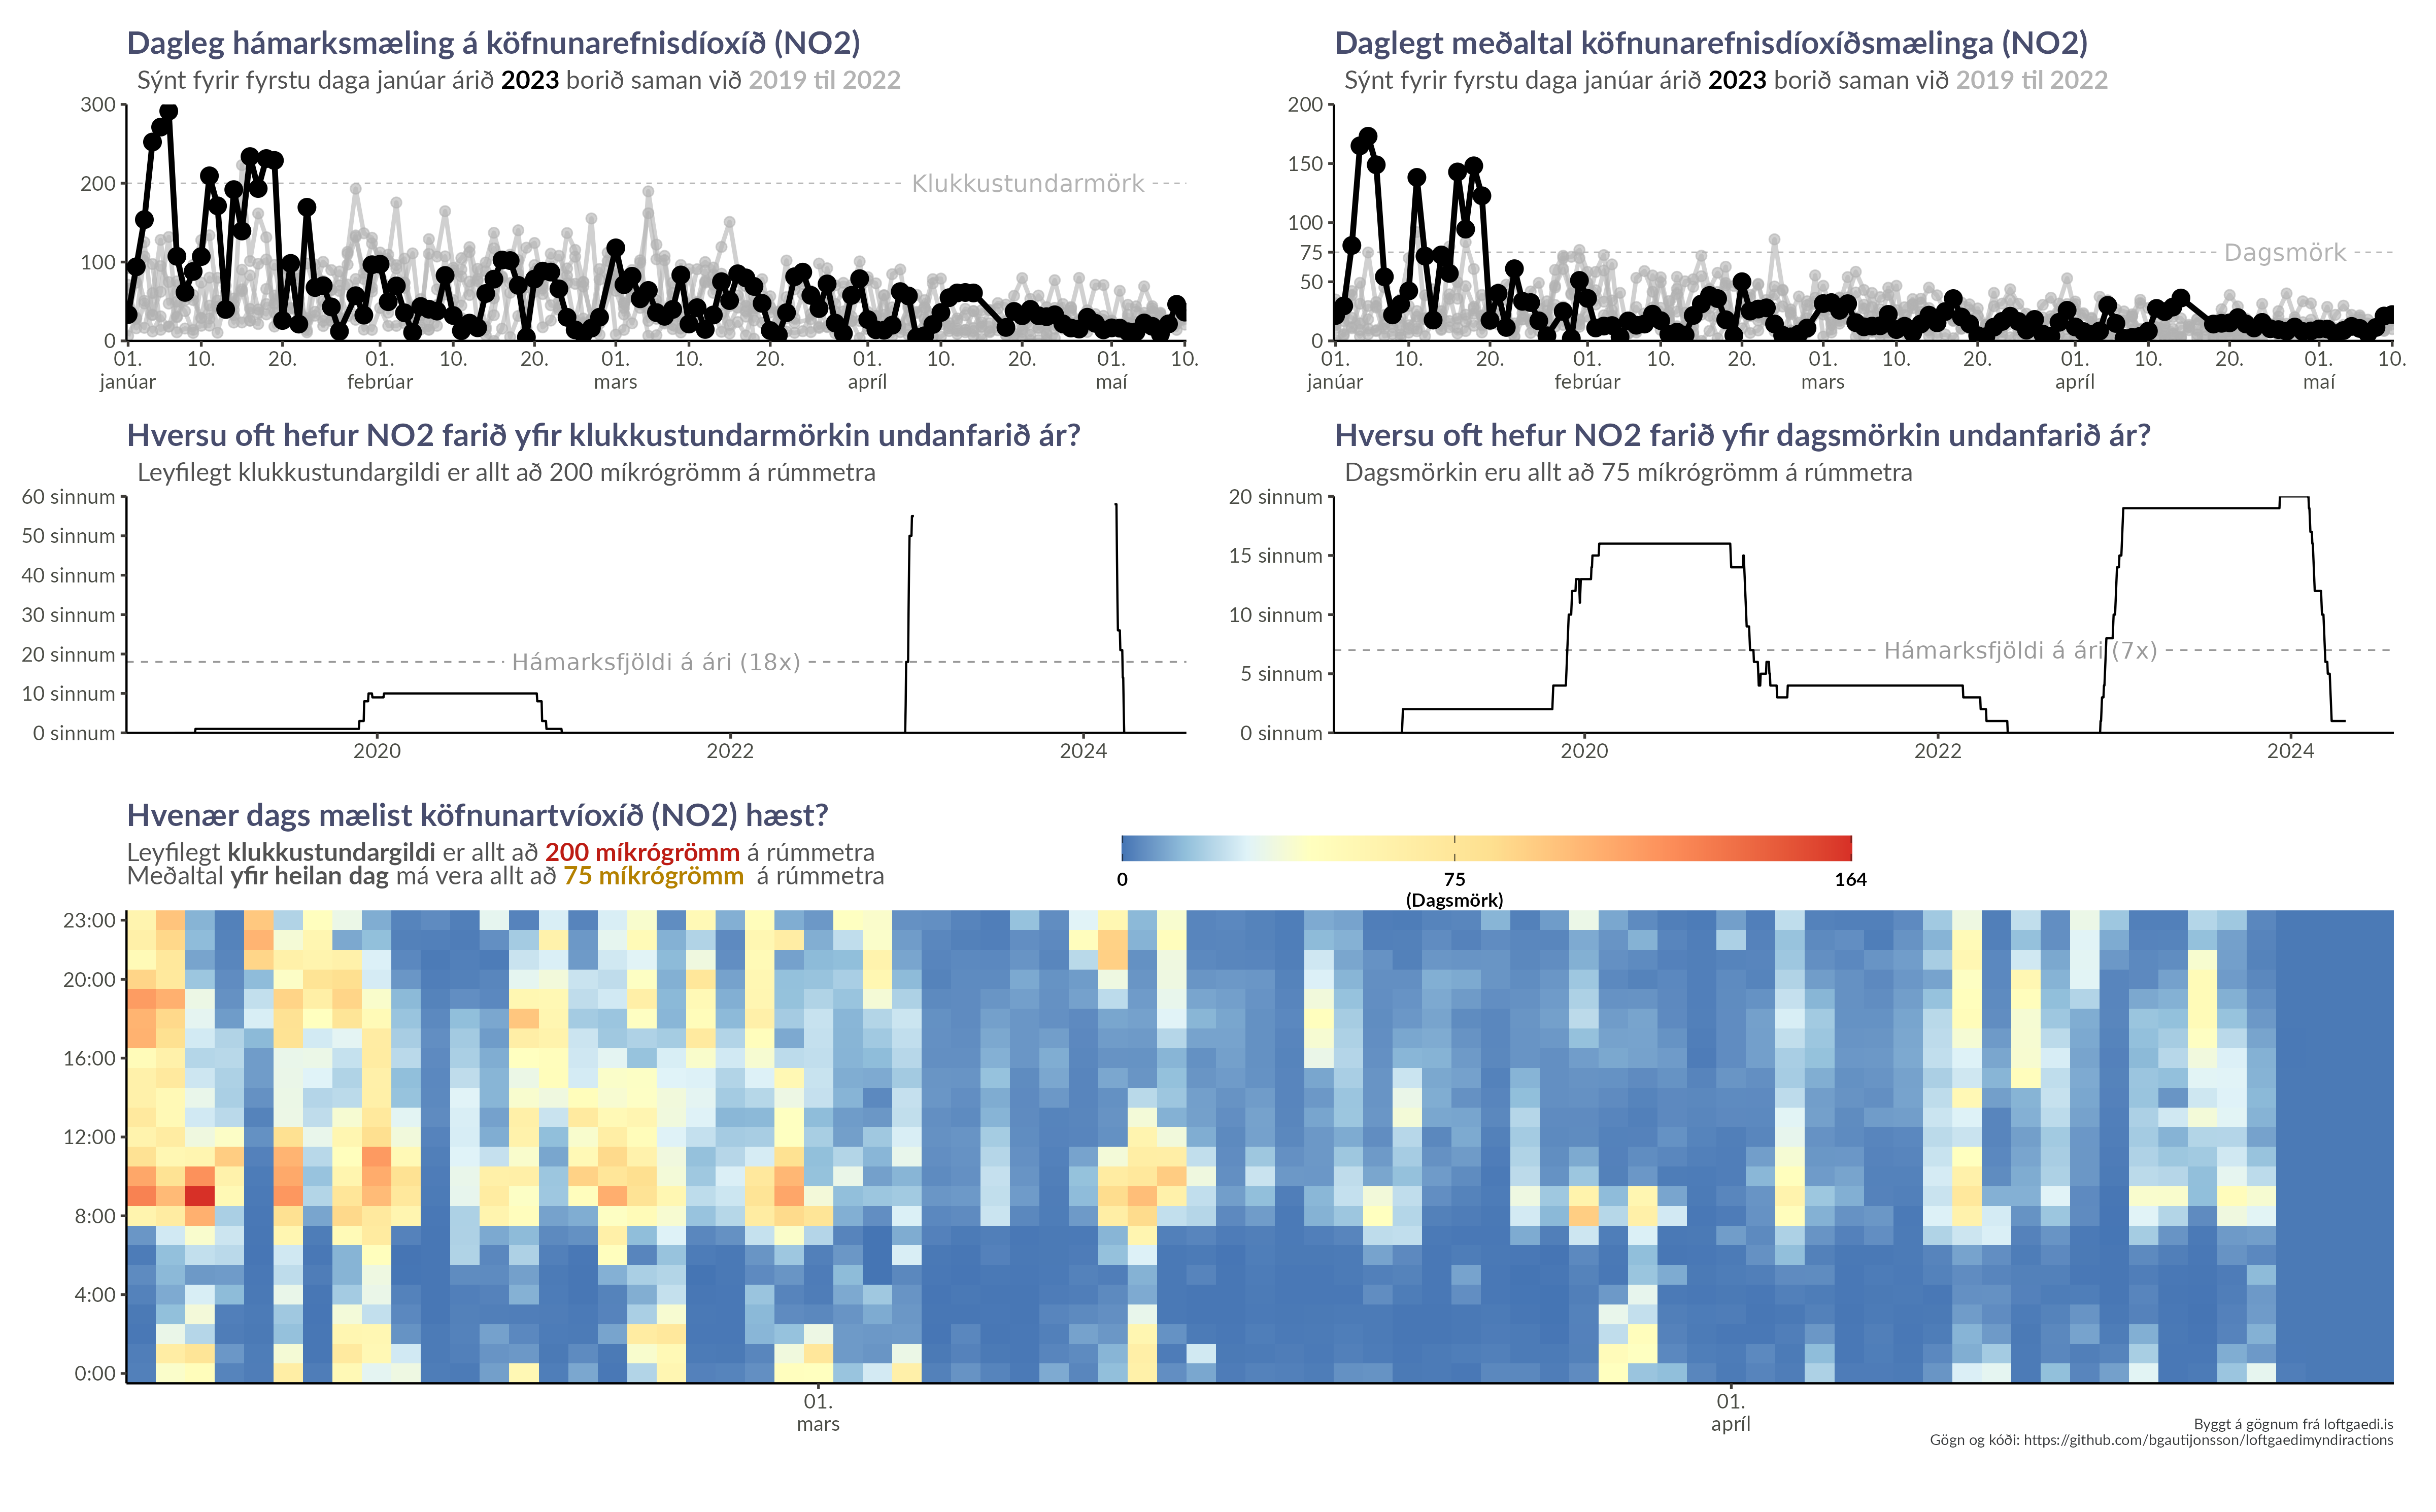 Dagleg hámarksmæling á köfnunarefnisdíoxíð (NO2)
Sýnt fyrir fyrstu daga janúar árið 2023 borið saman við 2019 til 2022
300
200
100
0
Klukkustundarmörk
01. 10. 20. 01. 10. 20. 01. 10. 20. 01. 10. 20. 01. 10.
janúar febrúar mars apríl maí
Daglegt meðaltal köfnunarefnisdíoxíðsmælinga (NO2)
Sýnt fyrir fyrstu daga janúar árið 2023 borið saman við 2019 til 2022
200
150
100
75
50
0
Dagsmörk
01. 10. 20. 01. 10. 20. 01. 10. 20. 01. 10. 20. 01. 10.
janúar febrúar mars apríl maí
Hversu oft hefur NO2 farið yfir klukkustundarmörkin undanfarið ár?
Leyfilegt klukkustundargildi er allt að 200 míkrógrömm á rúmmetra
60 sinnum
50 sinnum
40 sinnum
30 sinnum
20 sinnum
10 sinnum
0 sinnum
Hámarksfjöldi á ári (18x)
2020 2022 2024
Hversu oft hefur NO2 farið yfir dagsmörkin undanfarið ár?
Dagsmörkin eru allt að 75 míkrógrömm á rúmmetra
20 sinnum
15 sinnum
10 sinnum
5 sinnum
0 sinnum
Hámarksfjöldi á ári (7x)
2020 2022 2024
Hvenær dags mælist köfnunartvíoxíð (NO2) hæst?
Leyfilegt klukkustundargildi er allt að 200 míkrógrömm á rúmmetra
Meðaltal yfir heilan dag má vera allt að 75 míkrógrömm á rúmmetra
0 75 164
(Dagsmörk)
23:00
20:00
16:00
12:00
8:00
4:00
0:00
01. 01.
mars apríl
Byggt á gögnum frá loftgaedi.is
Gögn og kóði: https://github.com/bgautijonsson/loftgaedimyndiractions